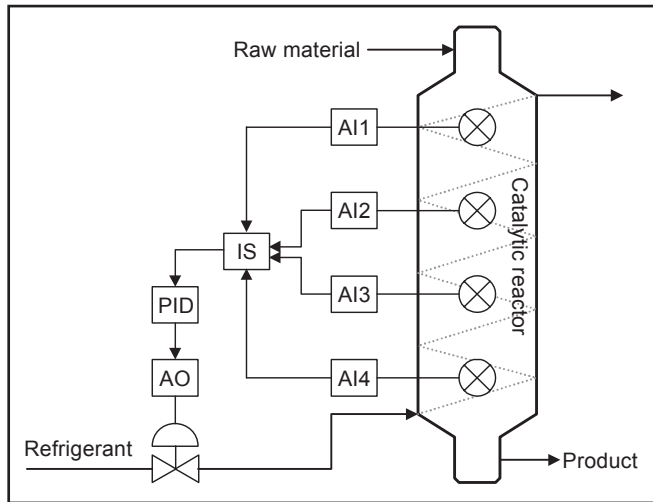 Raw material
AI1
AI2
IS
Catalytic reactor
AI3
PID
AI4
AO
Refrigerant
Product